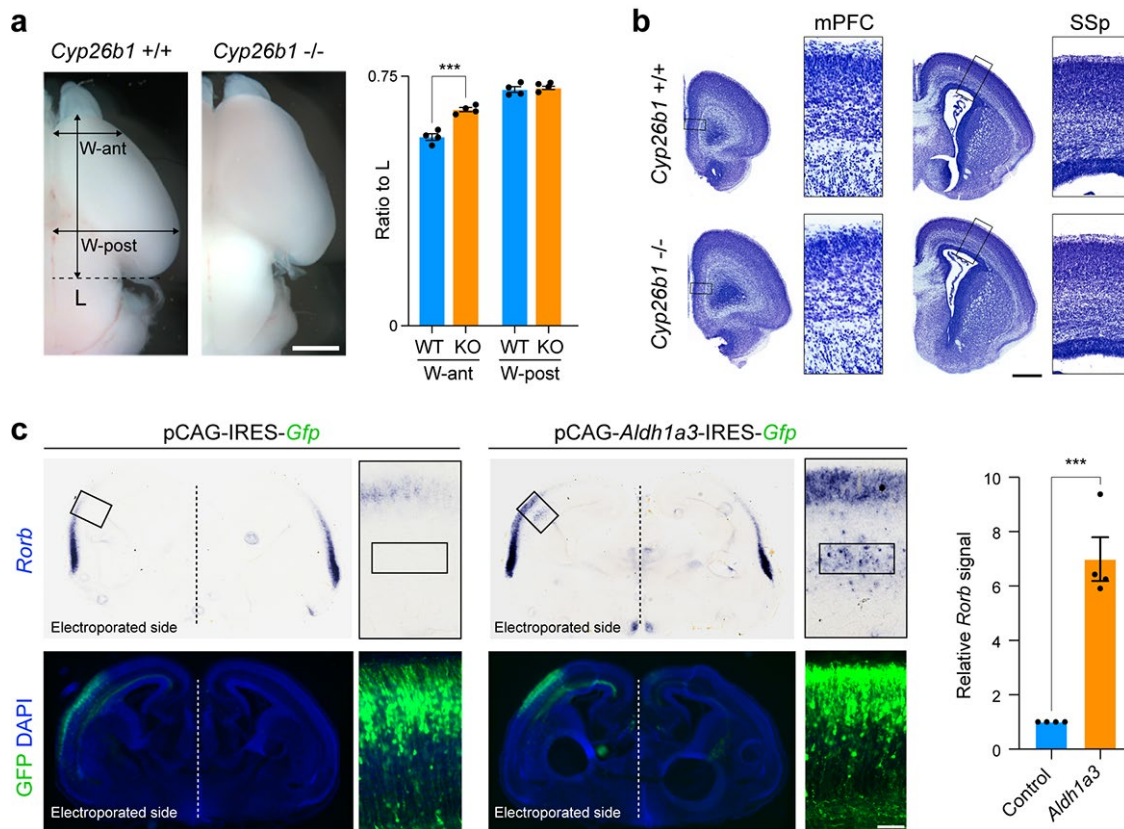 a
Cyp26b1 +/+
Cyp26b1 -/-
W-ant
W-post
L
***
0.75
Ratio to L
0
WT KO WT KO
W-ant W-post
b
mPFC
SSp
Cyp26b1 +/+
Cyp26b1 -/-
c
pCAG-IRES-Gfp
pCAG-Aldh1a3-IRES-Gfp
Rorb
Electroporated side
Electroporated side
GFP DAPI
Electroporated side
Electroporated side
***
10
8
6
4
2
0
Relative Rorb signal
Control
Aldh1a3